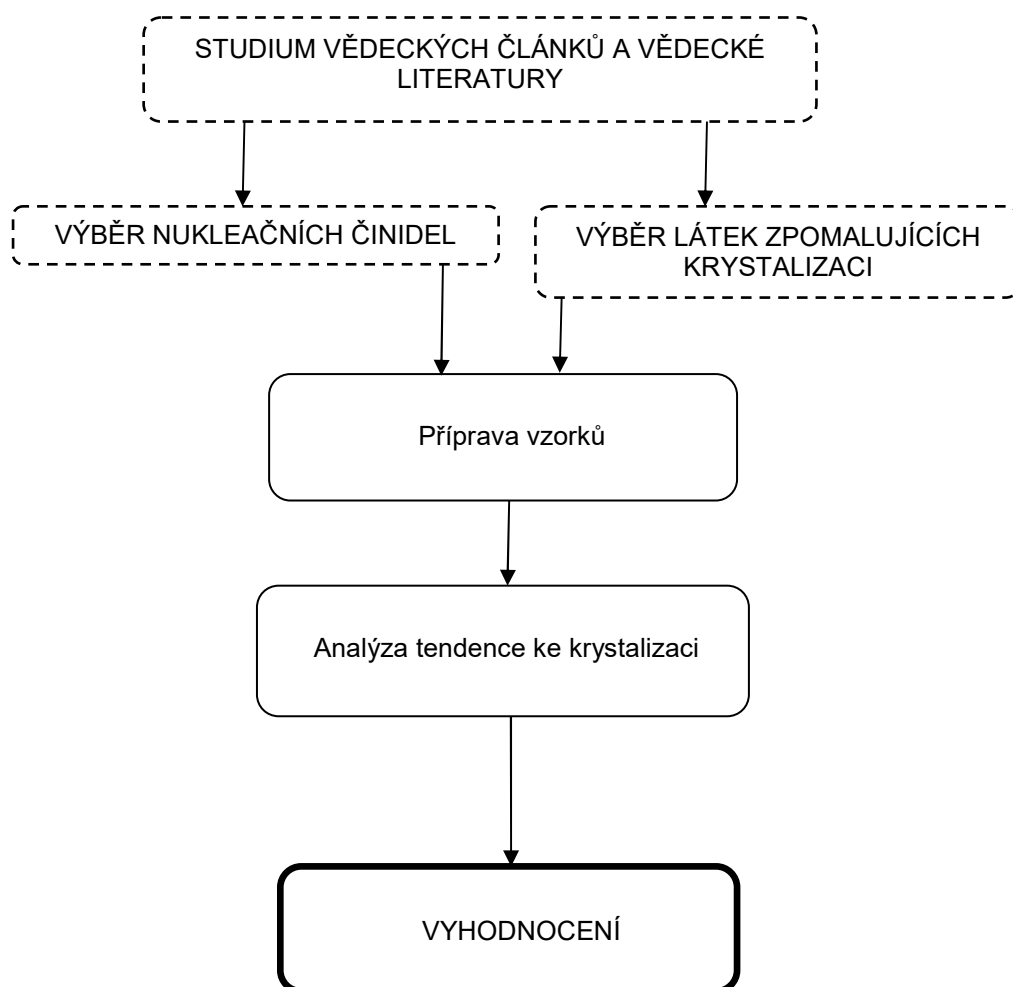 STUDIUM VĚDECKÝCH ČLÁNKŮ A VĚDECKÉ
LITERATURY
VÝBĚR NUKLEAČNÍCH ČINIDEL
VÝBĚR LÁTEK ZPOMALUJÍCÍCH
KRYSTALIZACI
Příprava vzorků
Analýza tendence ke krystalizaci
VYHODNOCENÍ